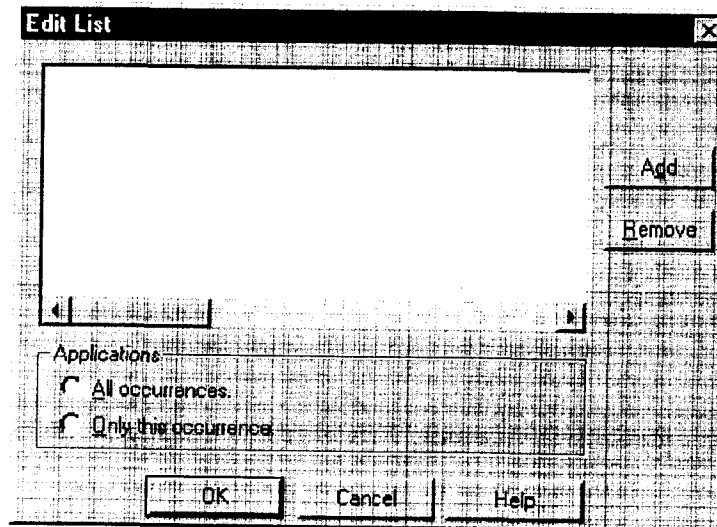 Edit List
Add
Remove
Applications
All occurrences.
Only this occurrence
OK
Cancel
Help